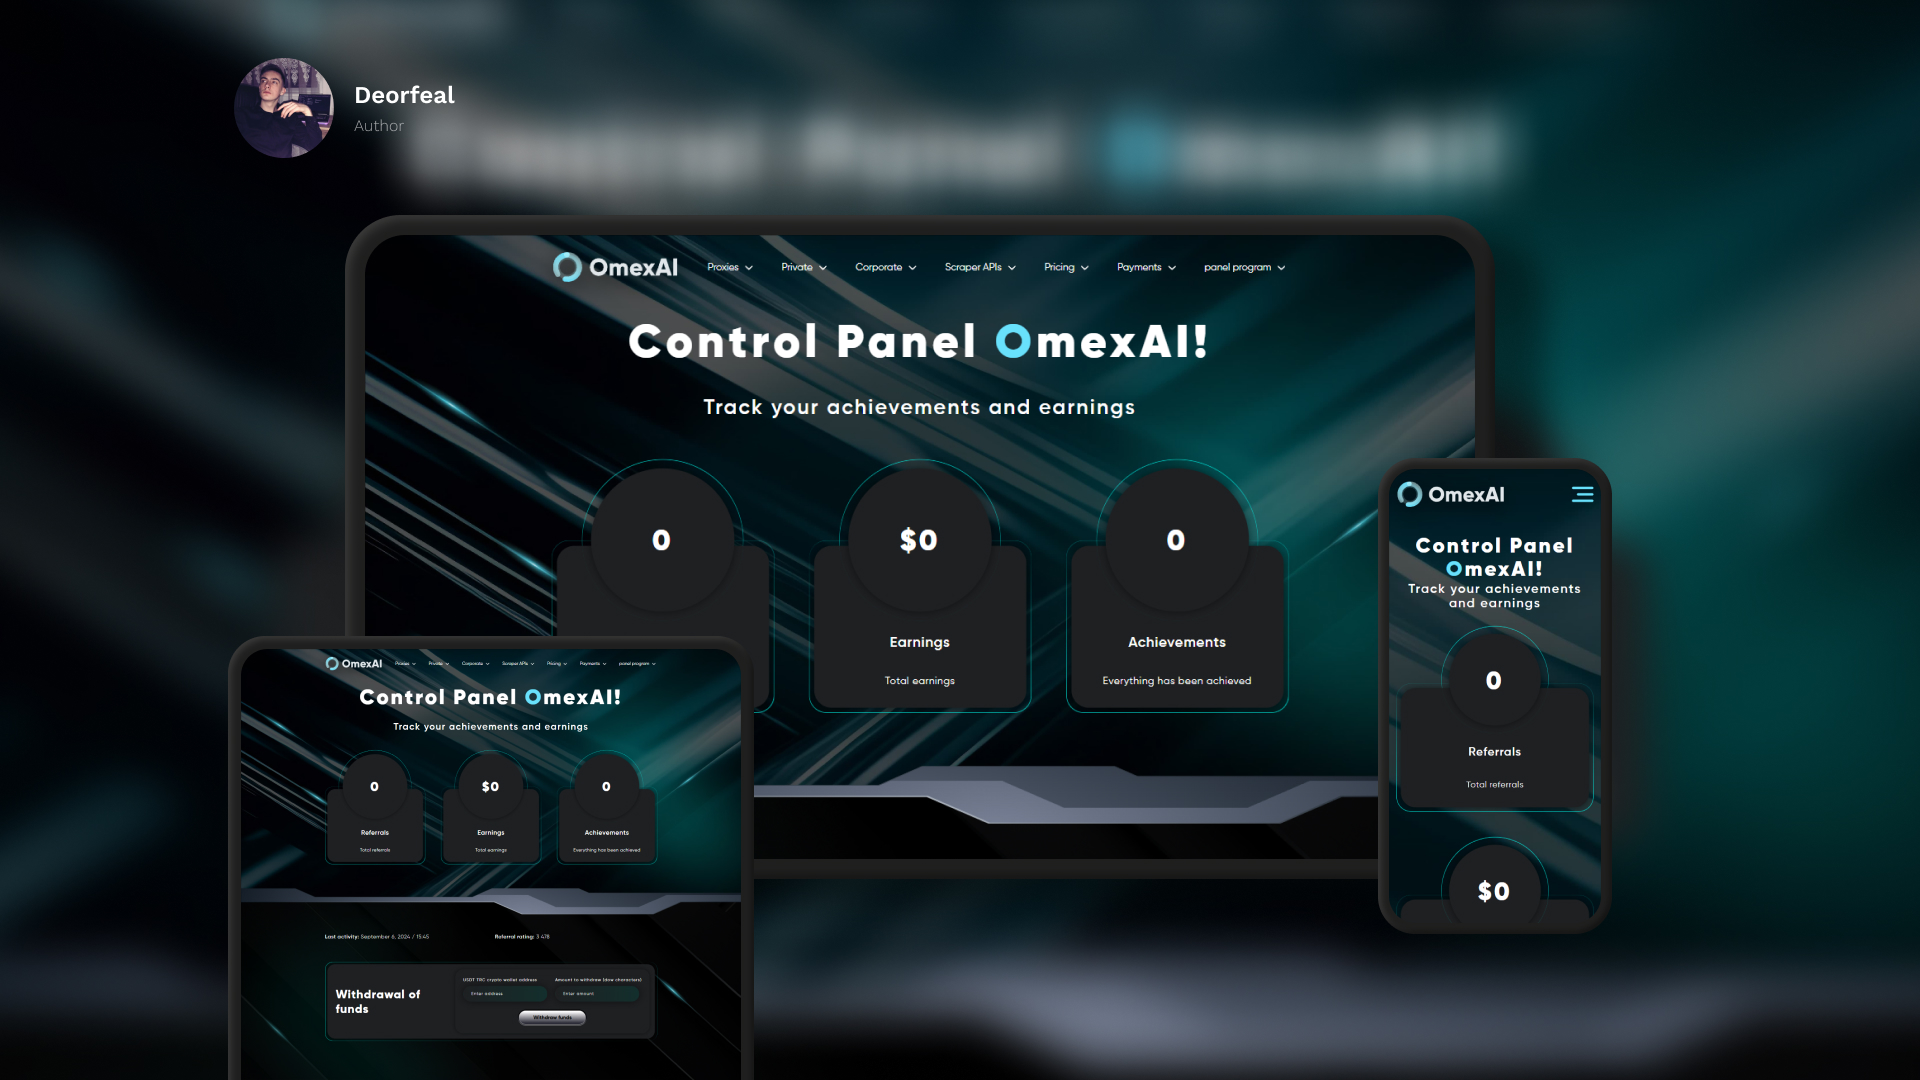 Deorfeal
Author
OmexAI
Proxies
Private
Corporate
Scraper APIs
Pricing
Payments
panel program
Control Panel OmexAI!
Track your achievements and earnings
0
$0
0
Earnings
Achievements
Total earnings
Everything has been achieved
OmexAI
Control Panel
OmexAI!
Track your achievements
and earnings
0
Referrals
Total referrals
$0
OmexAI
Proxies
Private
Corporate
Scraper APIs
Pricing
Payments
panel program
Control Panel OmexAI!
Track your achievements and earnings
0
$0
0
Referrals
Earnings
Achievements
Total referrals
Total earnings
Everything has been achieved
Last activity: September 6, 2024 / 15:45
Referral rating: 3 478
Withdrawal of
funds
USDT TRC crypto wallet address
Enter address
Amount to withdraw
Enter amount
Withdraw funds